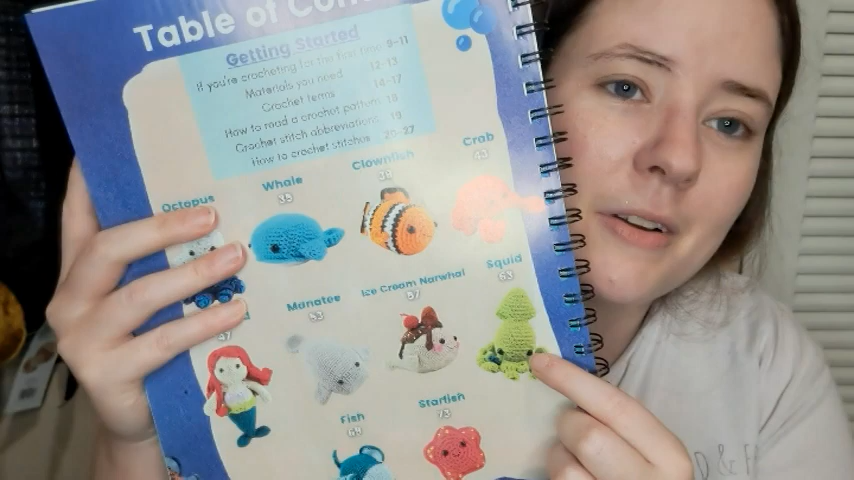 Table of Con
Getting Started
If you're crocheting for the first time 9-11
Materials you need 12-13
Crochet terms 14-17
How to read a crochet pattern 18
Crochet stitch abbreviations 19
How to crochet stitches 20-27
Octopus
Whale
35
Clownfish
39
Crab
43
47
Manatee
53
Ice Cream Narwhal
57
Squid
63
Fish
69
Starfish
73
D & F